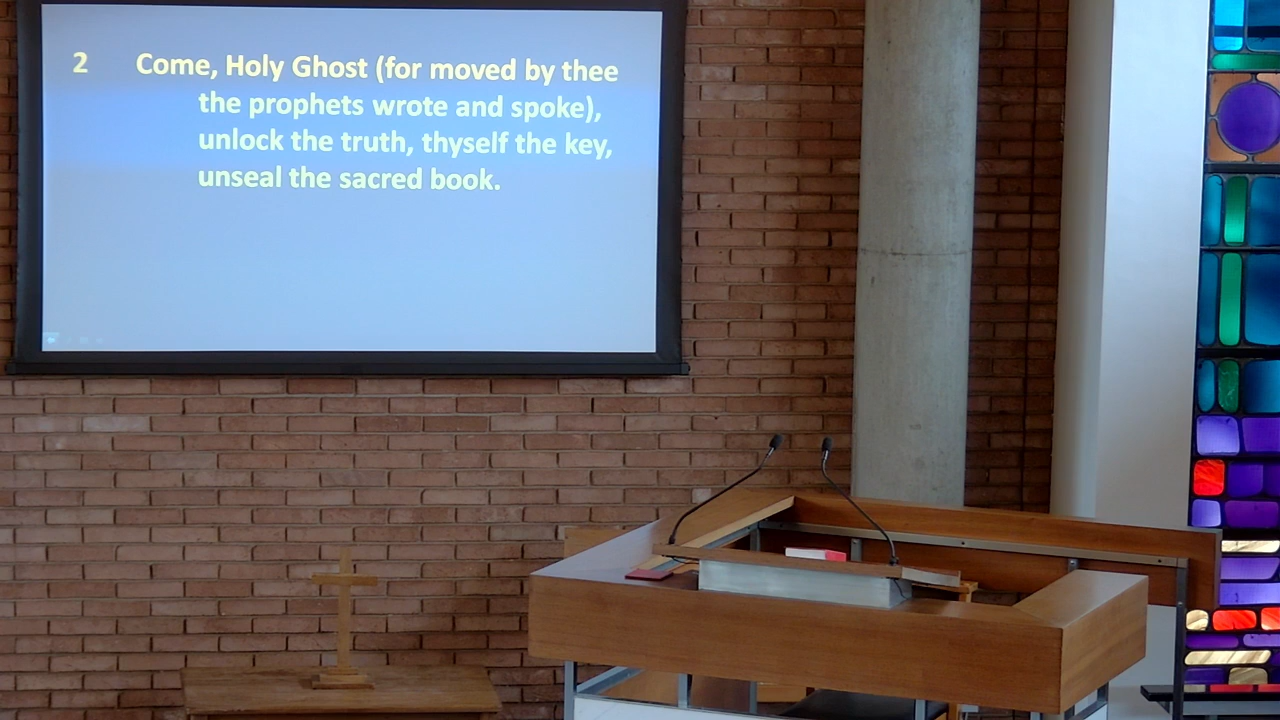 2 Come, Holy Ghost (for moved by thee
the prophets wrote and spoke),
unlock the truth, thyself the key,
unseal the sacred book.